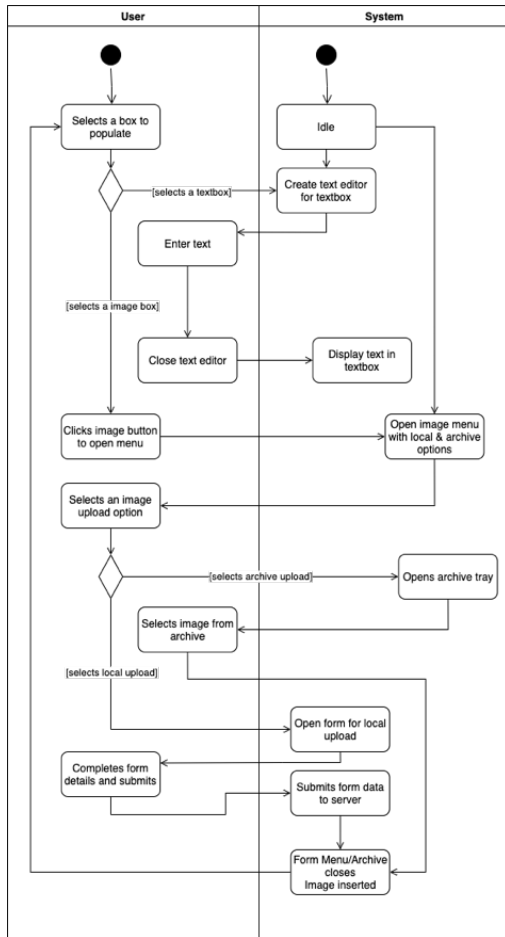 User
System
Selects a box to
populate
Idle
[selects a textbox]
Create text editor
for textbox
Enter text
[selects a image box]
Close text editor
Display text in
textbox
Clicks image button
to open menu
Open image menu
with local & archive
options
Selects an image
upload option
[selects archive upload]
Opens archive tray
Selects image from
archive
[selects local upload]
Open form for local
upload
Completes form
details and submits
Submits form data
to server
Form Menu/Archive
closes
Image inserted